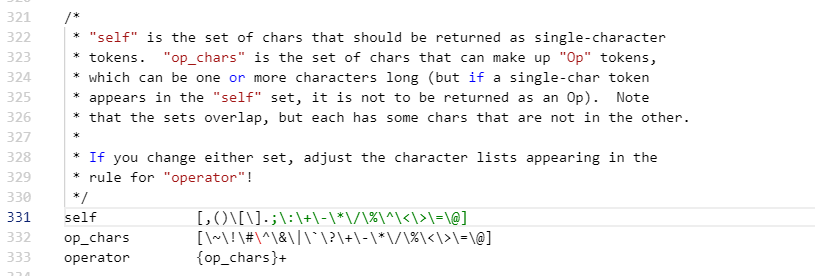 321 /*
322  * "self" is the set of chars that should be returned as single-character
323  * tokens.  "op_chars" is the set of chars that can make up "Op" tokens,
324  * which can be one or more characters long (but if a single-char token
325  * appears in the "self" set, it is not to be returned as an Op).  Note
326  * that the sets overlap, but each has some chars that are not in the other.
327  *
328  * If you change either set, adjust the character lists appearing in the
329  * rule for "operator"!
330  */
331 self            [,()\[\].;\:\+\-\*\/\%\^\<\>\=\@]
332 op_chars        [\~\!\#\^\&\|\`\?\+\-\*\/\%\<\>\=\@]
333 operator        {op_chars}+